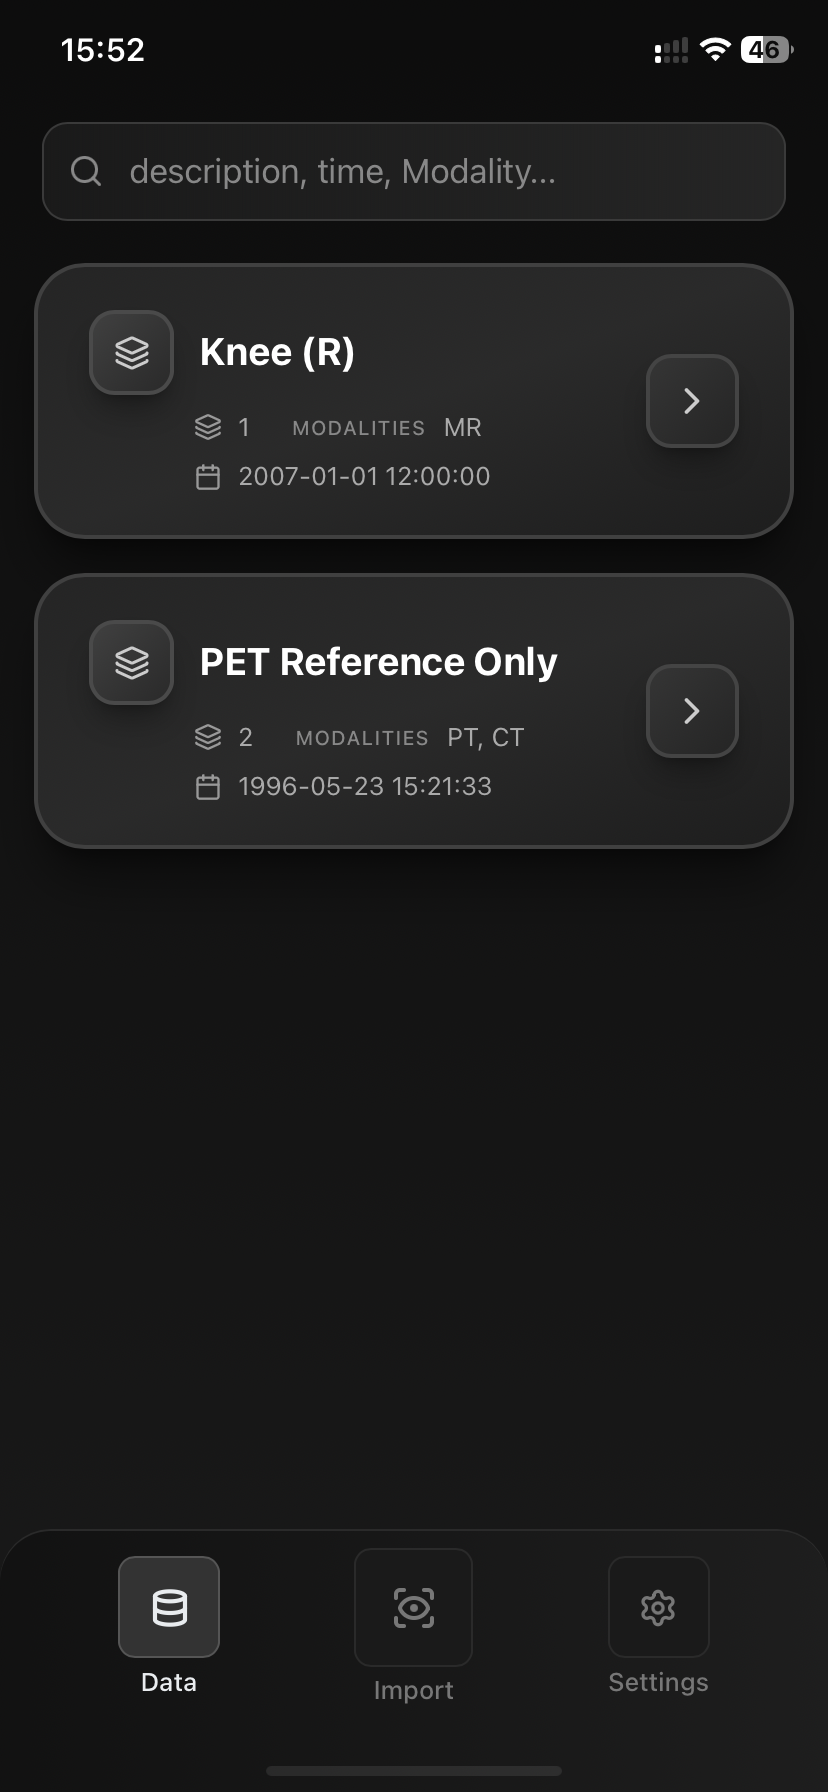 15:52
46
description, time, Modality...
Knee (R)
1 MODALITIES MR
2007-01-01 12:00:00
PET Reference Only
2 MODALITIES PT, CT
1996-05-23 15:21:33
Data
Import
Settings